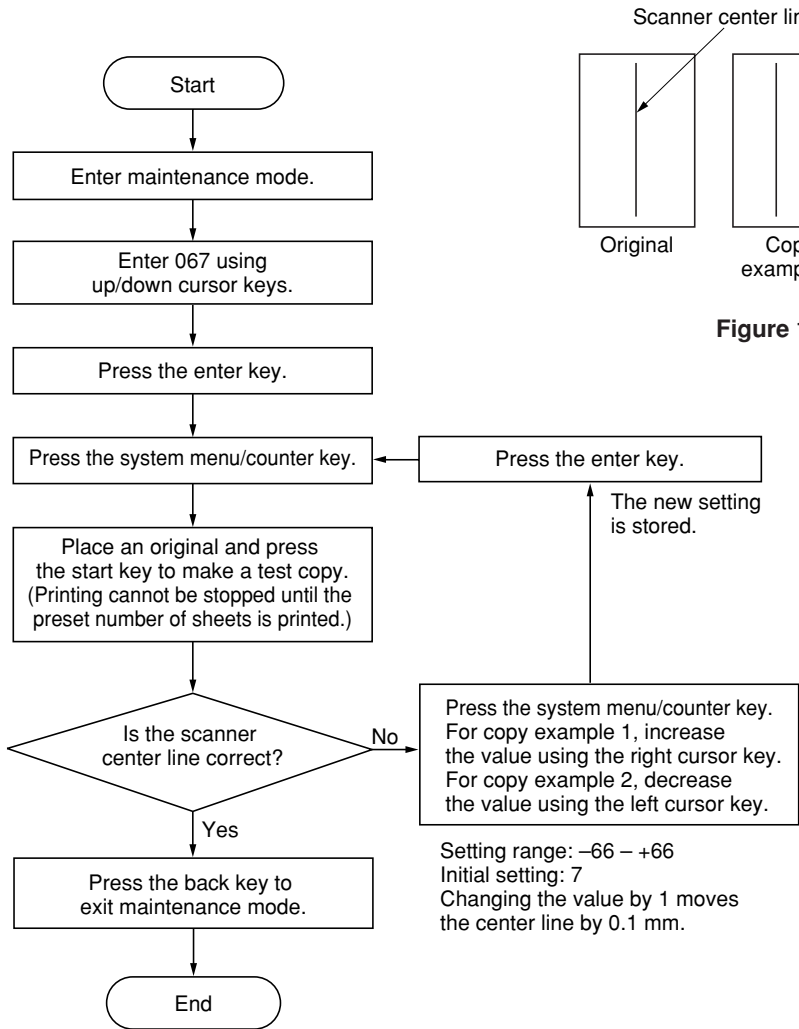 Start
Enter maintenance mode.
Enter 067 using
up/down cursor keys.
Press the enter key.
Press the system menu/counter key.
Place an original and press
the start key to make a test copy.
(Printing cannot be stopped until the
preset number of sheets is printed.)
Is the scanner
center line correct?
No
Yes
Press the back key to
exit maintenance mode.
End
Press the enter key.
The new setting
is stored.
Press the system menu/counter key.
For copy example 1, increase
the value using the right cursor key.
For copy example 2, decrease
the value using the left cursor key.
Setting range: –66 – +66
Initial setting: 7
Changing the value by 1 moves
the center line by 0.1 mm.
Scanner center
Original
Figure